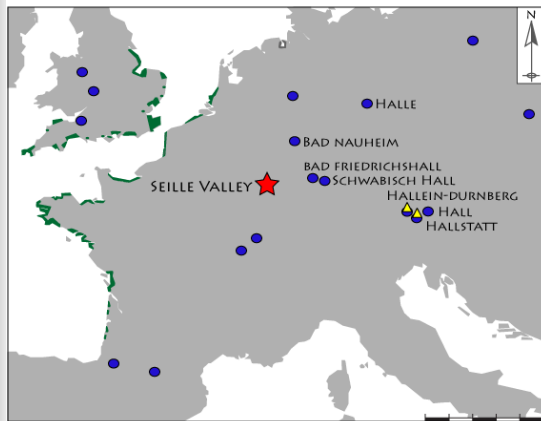 N
Halle
Bad Nauheim
Bad Friedrichshall
Seille Valley
Schwabisch Hall
Hallein-Durnberg
Hall
Hallstatt